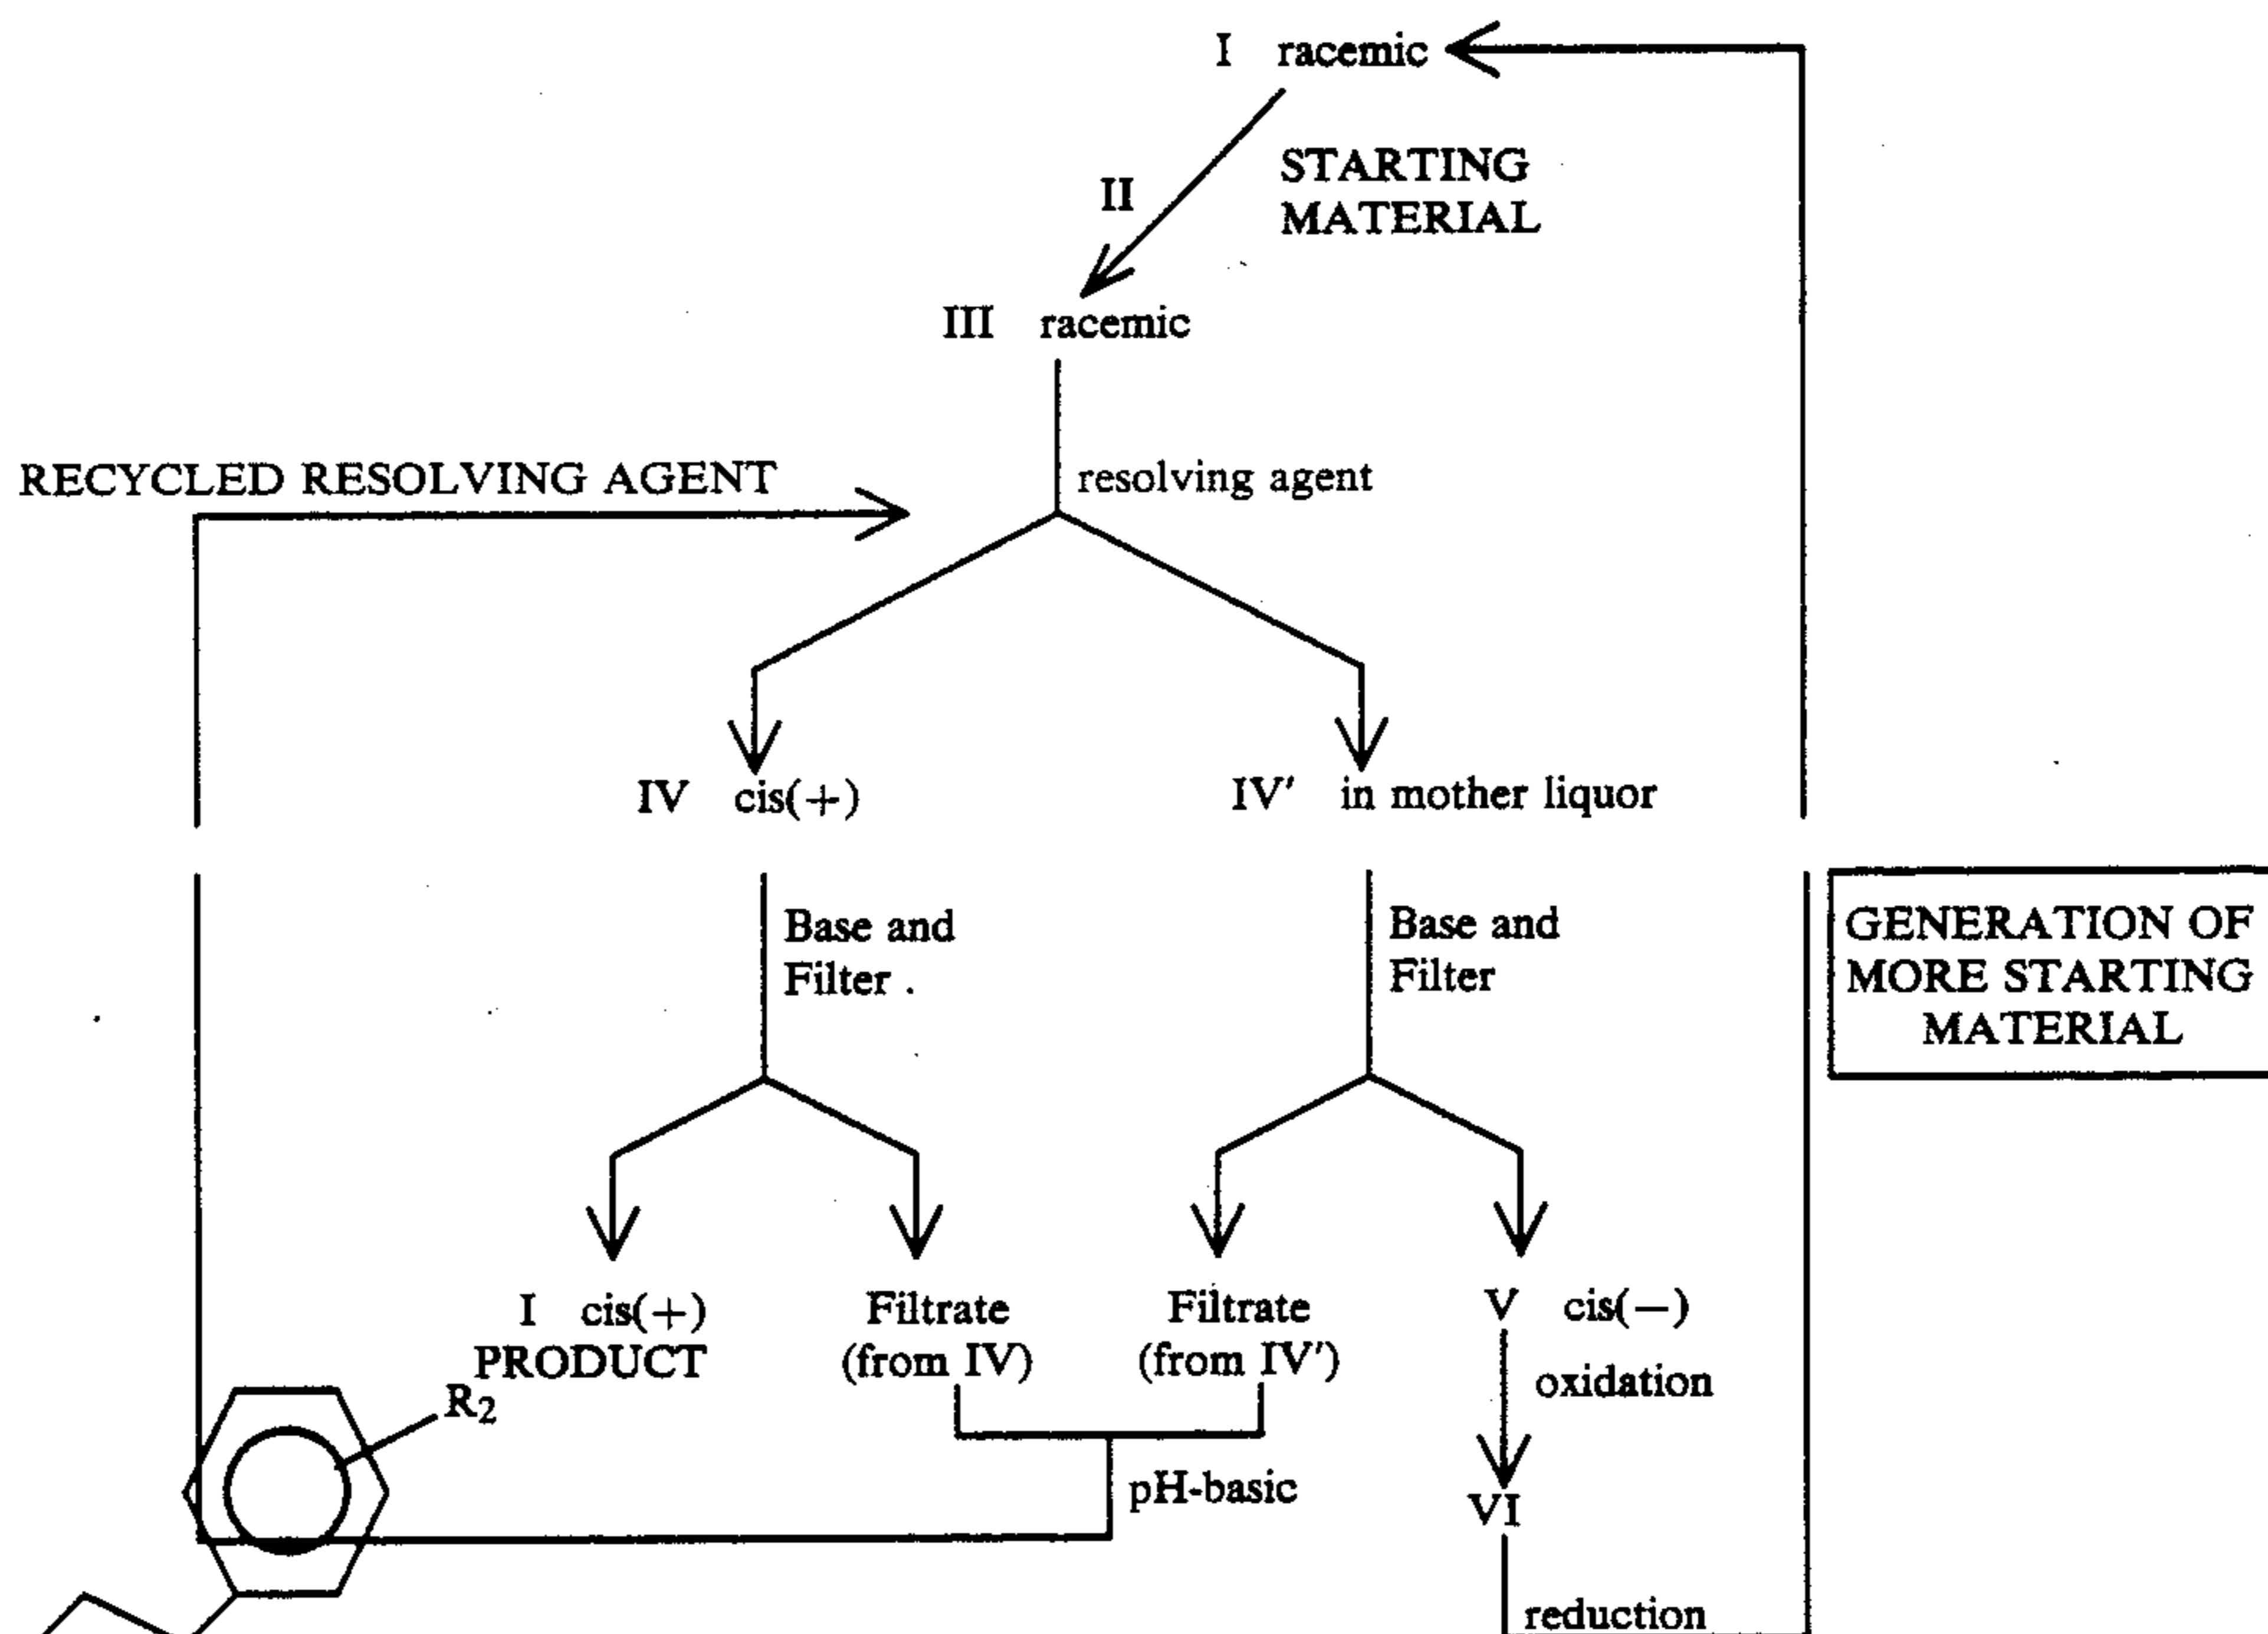 I racemic
STARTING
MATERIAL
II
III racemic
RECYCLED RESOLVING AGENT
resolving agent
IV cis(+)
IV' in mother liquor
Base and
Filter
Base and
Filter
GENERATION OF
MORE STARTING
MATERIAL
I cis(+)
PRODUCT
Filtrate
(from IV)
Filtrate
(from IV')
V cis(−)
R2
oxidation
pH-basic
VI
reduction